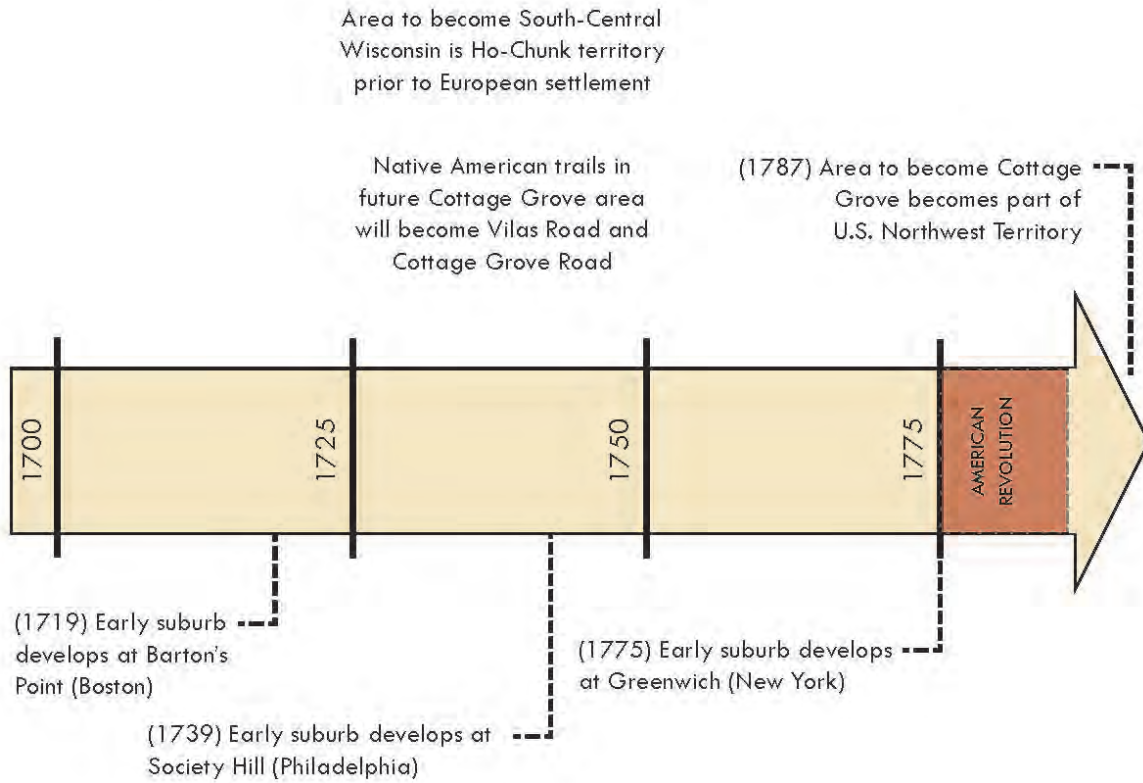 Area to become South-Central
Wisconsin is Ho-Chunk territory
prior to European settlement
Native American trails in
future Cottage Grove area
will become Vilas Road and
Cottage Grove Road
(1787) Area to become Cottage
Grove becomes part of
U.S. Northwest Territory
1700
1725
1750
1775
AMERICAN
REVOLUTION
(1719) Early suburb
develops at Barton's
Point (Boston)
(1739) Early suburb develops at
Society Hill (Philadelphia)
(1775) Early suburb develops
at Greenwich (New York)